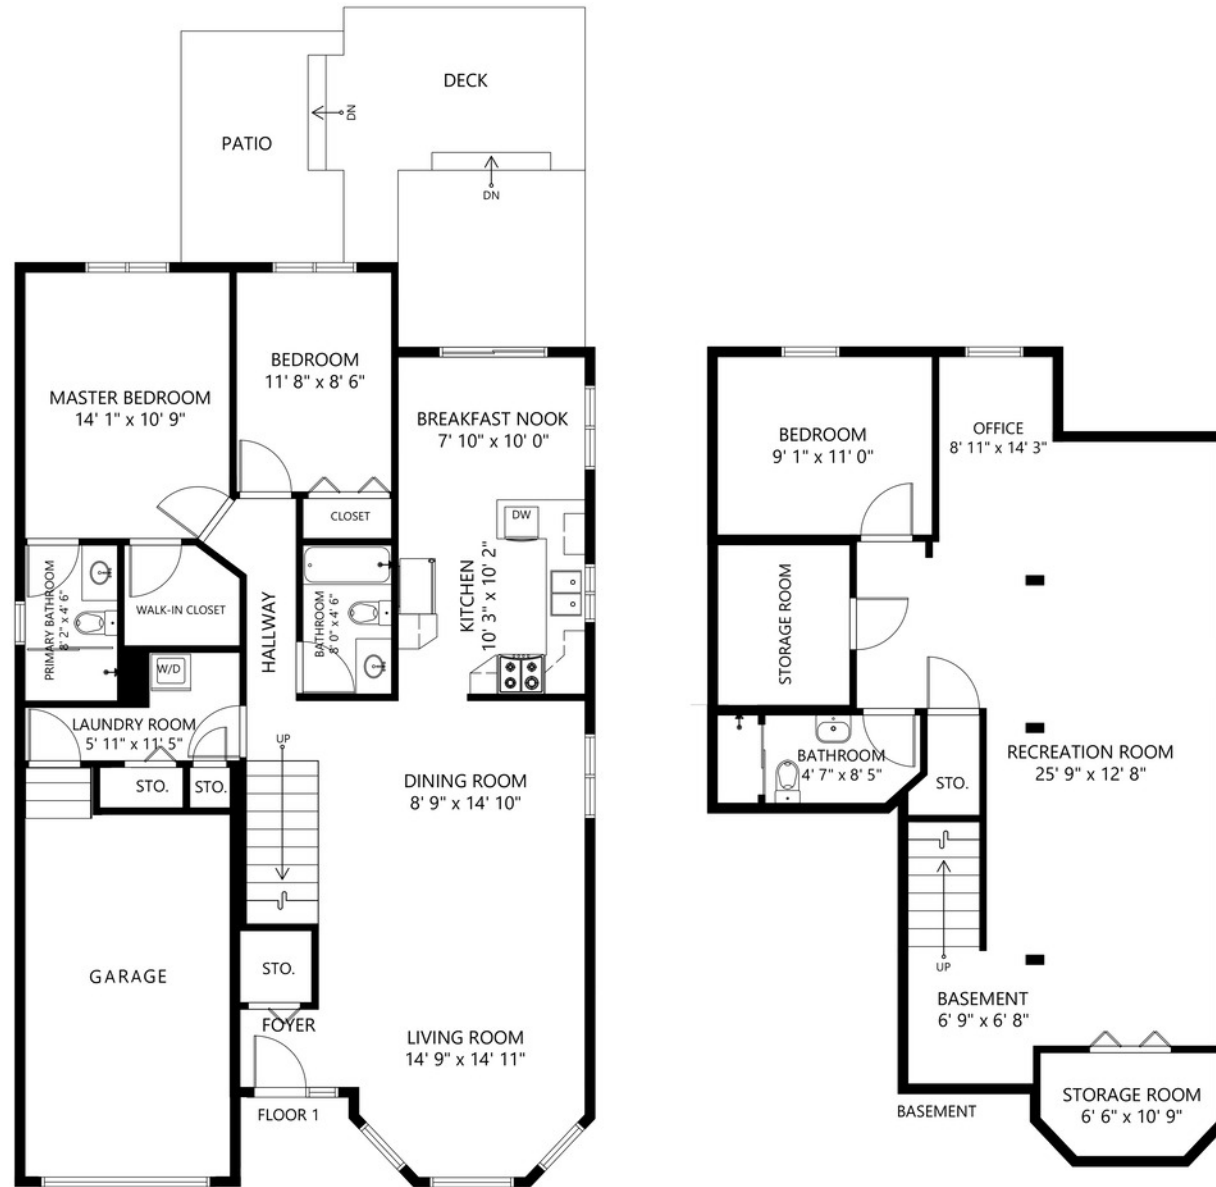 DECK
DN
PATIO
DN
MASTER BEDROOM
14' 1" x 10' 9"
BEDROOM
11' 8" x 8' 6"
BREAKFAST NOOK
7' 10" x 10' 0"
CLOSET
DW
KITCHEN
10' 3" x 10' 2"
PRIMARY BATHROOM
8' 2" x 4' 6"
WALK-IN CLOSET
HALLWAY
BATHROOM
8' 0" x 4' 6"
W/D
LAUNDRY ROOM
5' 11" x 11' 5"
STO.
STO.
UP
DINING ROOM
8' 9" x 14' 10"
GARAGE
STO.
FOYER
LIVING ROOM
14' 9" x 14' 11"
FLOOR 1
BEDROOM
9' 1" x 11' 0"
OFFICE
8' 11" x 14' 3"
STORAGE ROOM
BATHROOM
4' 7" x 8' 5"
STO.
RECREATION ROOM
25' 9" x 12' 8"
UP
BASEMENT
6' 9" x 6' 8"
STORAGE ROOM
6' 6" x 10' 9"
BASEMENT